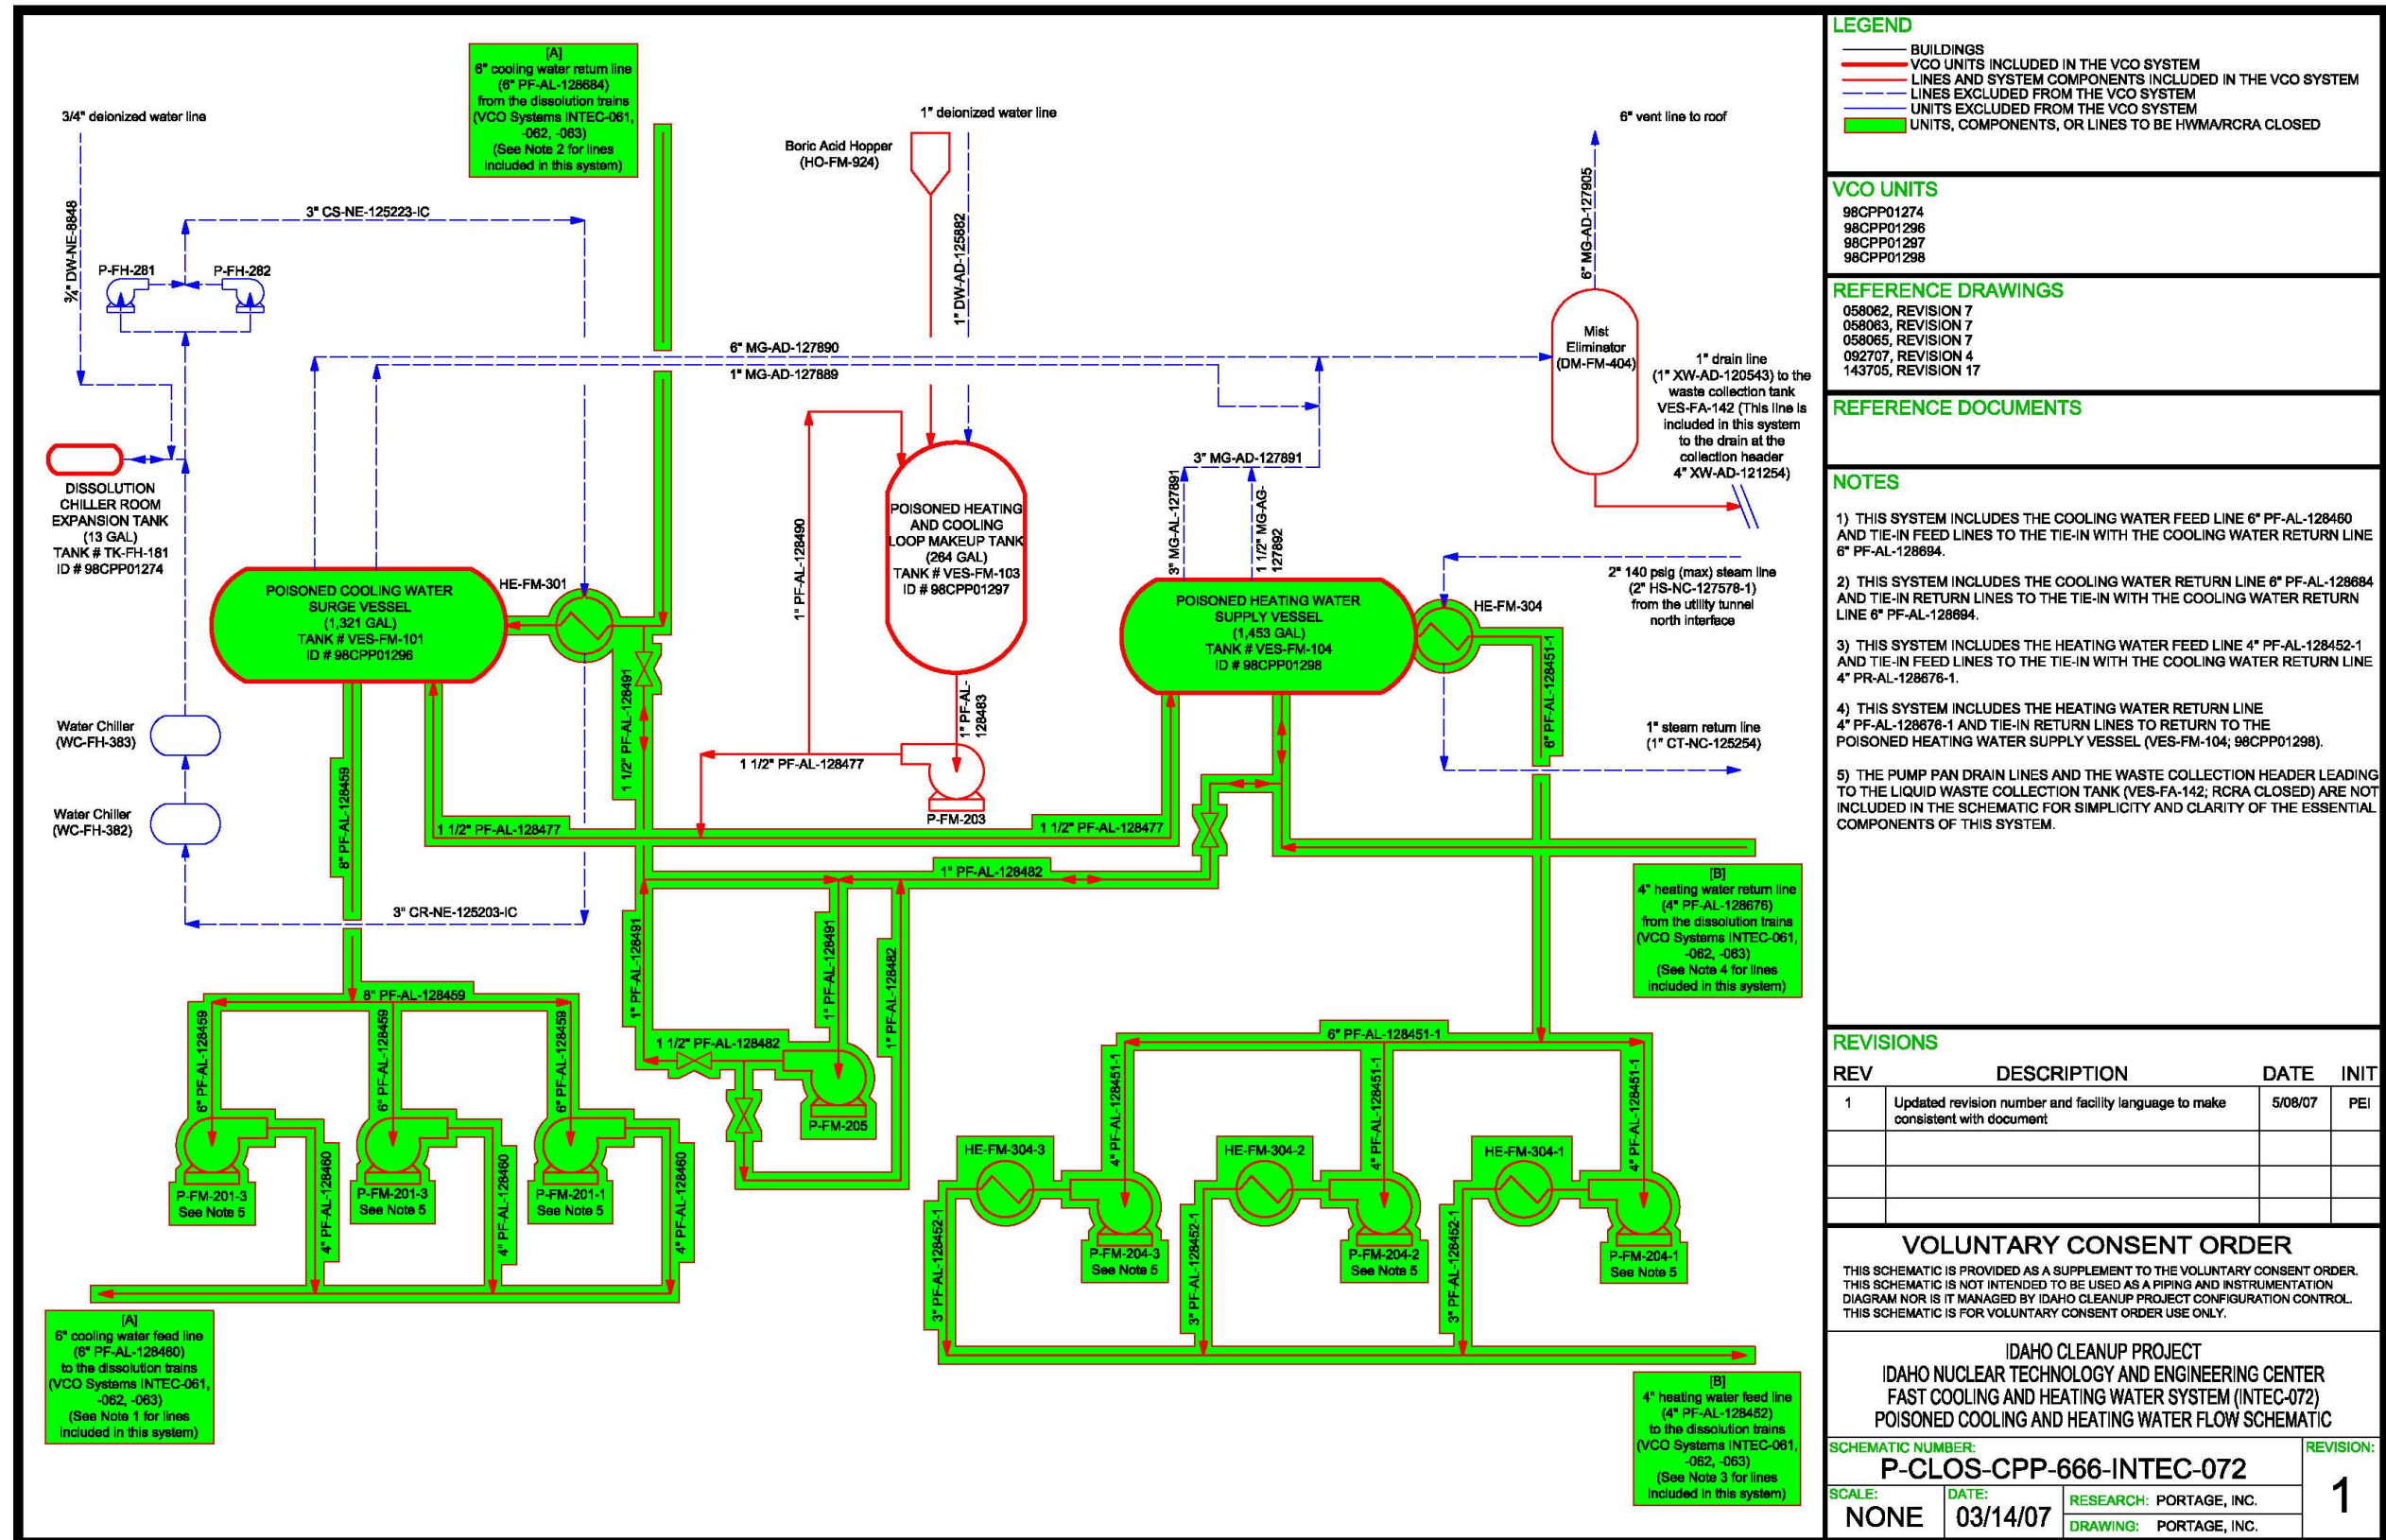 [A]
6" cooling water return line
(6" PF-AL-128684)
from the dissolution trains
(VCO Systems INTEC-061,
-062, -063)
(See Note 2 for lines
included in this system)
3/4" deionized water line
1" deionized water line
6" vent line to roof
Boric Acid Hopper
(HO-FM-924)
3" CS-NE-125223-IC
¾" DW-NE-8848
1" DW-AD-125882
6" MG-AD-127905
P-FH-281
P-FH-282
6" MG-AD-127890
1" MG-AD-127889
Mist
Eliminator
(DM-FM-404)
1" drain line
(1" XW-AD-120543) to the
waste collection tank
VES-FA-142 (This line is
included in this system
to the drain at the
collection header
4" XW-AD-121254)
DISSOLUTION
CHILLER ROOM
EXPANSION TANK
(13 GAL)
TANK # TK-FH-181
ID # 98CPP01274
3" MG-AD-127891
3" MG-AL-127891
1 1/2" MG-AG-
127892
POISONED HEATING
AND COOLING
LOOP MAKEUP TANK
(264 GAL)
TANK # VES-FM-103
ID # 98CPP01297
1" PF-AL-128490
POISONED COOLING WATER
SURGE VESSEL
(1,321 GAL)
TANK # VES-FM-101
ID # 98CPP01296
HE-FM-301
POISONED HEATING WATER
SUPPLY VESSEL
(1,453 GAL)
TANK # VES-FM-104
ID # 98CPP01298
HE-FM-304
2" 140 psig (max) steam line
(2" HS-NC-127578-1)
from the utility tunnel
north interface
1 1/2" PF-AL-128491
1" PF-AL-
128483
6" PF-AL-128451-1
1" steam return line
(1" CT-NC-125254)
Water Chiller
(WC-FH-383)
Water Chiller
(WC-FH-382)
8" PF-AL-128459
1 1/2" PF-AL-128477
P-FM-203
1 1/2" PF-AL-128477
1 1/2" PF-AL-128477
1" PF-AL-128482
3" CR-NE-125203-IC
[B]
4" heating water return line
(4" PF-AL-128676)
from the dissolution trains
(VCO Systems INTEC-061,
-062, -063)
(See Note 4 for lines
included in this system)
1" PF-AL-128491
1" PF-AL-128491
1" PF-AL-128482
8" PF-AL-128459
6" PF-AL-128459
6" PF-AL-128459
6" PF-AL-128459
1 1/2" PF-AL-128482
P-FM-205
6" PF-AL-128451-1
4" PF-AL-128451-1
4" PF-AL-128451-1
4" PF-AL-128451-1
HE-FM-304-3
HE-FM-304-2
HE-FM-304-1
P-FM-201-3
See Note 5
P-FM-201-3
See Note 5
P-FM-201-1
See Note 5
4" PF-AL-128460
4" PF-AL-128460
4" PF-AL-128460
P-FM-204-3
See Note 5
P-FM-204-2
See Note 5
P-FM-204-1
See Note 5
3" PF-AL-128452-1
3" PF-AL-128452-1
3" PF-AL-128452-1
[A]
6" cooling water feed line
(6" PF-AL-128460)
to the dissolution trains
(VCO Systems INTEC-061,
-062, -063)
(See Note 1 for lines
included in this system)
[B]
4" heating water feed line
(4" PF-AL-128452)
to the dissolution trains
(VCO Systems INTEC-061,
-062, -063)
(See Note 3 for lines
included in this system)
LEGEND
BUILDINGS
VCO UNITS INCLUDED IN THE VCO SYSTEM
LINES AND SYSTEM COMPONENTS INCLUDED IN THE VCO SYSTEM
LINES EXCLUDED FROM THE VCO SYSTEM
UNITS EXCLUDED FROM THE VCO SYSTEM
UNITS, COMPONENTS, OR LINES TO BE HWMA/RCRA CLOSED
VCO UNITS
98CPP01274
98CPP01296
98CPP01297
98CPP01298
REFERENCE DRAWINGS
058062, REVISION 7
058063, REVISION 7
058065, REVISION 7
092707, REVISION 4
143705, REVISION 17
REFERENCE DOCUMENTS
NOTES
1) THIS SYSTEM INCLUDES THE COOLING WATER FEED LINE 6" PF-AL-128460
AND TIE-IN FEED LINES TO THE TIE-IN WITH THE COOLING WATER RETURN LINE
6" PF-AL-128694.
2) THIS SYSTEM INCLUDES THE COOLING WATER RETURN LINE 6" PF-AL-128684
AND TIE-IN RETURN LINES TO THE TIE-IN WITH THE COOLING WATER RETURN
LINE 6" PF-AL-128694.
3) THIS SYSTEM INCLUDES THE HEATING WATER FEED LINE 4" PF-AL-128452-1
AND TIE-IN FEED LINES TO THE TIE-IN WITH THE COOLING WATER RETURN LINE
4" PR-AL-128676-1.
4) THIS SYSTEM INCLUDES THE HEATING WATER RETURN LINE
4" PF-AL-128676-1 AND TIE-IN RETURN LINES TO RETURN TO THE
POISONED HEATING WATER SUPPLY VESSEL (VES-FM-104; 98CPP01298).
5) THE PUMP PAN DRAIN LINES AND THE WASTE COLLECTION HEADER LEADING
TO THE LIQUID WASTE COLLECTION TANK (VES-FA-142; RCRA CLOSED) ARE NOT
INCLUDED IN THE SCHEMATIC FOR SIMPLICITY AND CLARITY OF THE ESSENTIAL
COMPONENTS OF THIS SYSTEM.
REVISIONS
REV DESCRIPTION DATE INIT
1 Updated revision number and facility language to make 5/08/07 PEI
consistent with document
VOLUNTARY CONSENT ORDER
THIS SCHEMATIC IS PROVIDED AS A SUPPLEMENT TO THE VOLUNTARY CONSENT ORDER.
THIS SCHEMATIC IS NOT INTENDED TO BE USED AS A PIPING AND INSTRUMENTATION
DIAGRAM NOR IS IT MANAGED BY IDAHO CLEANUP PROJECT CONFIGURATION CONTROL.
THIS SCHEMATIC IS FOR VOLUNTARY CONSENT ORDER USE ONLY.
IDAHO CLEANUP PROJECT
IDAHO NUCLEAR TECHNOLOGY AND ENGINEERING CENTER
FAST COOLING AND HEATING WATER SYSTEM (INTEC-072)
POISONED COOLING AND HEATING WATER FLOW SCHEMATIC
SCHEMATIC NUMBER:
P-CLOS-CPP-666-INTEC-072
REVISION:
1
SCALE:
NONE
DATE:
03/14/07
RESEARCH: PORTAGE, INC.
DRAWING: PORTAGE, INC.